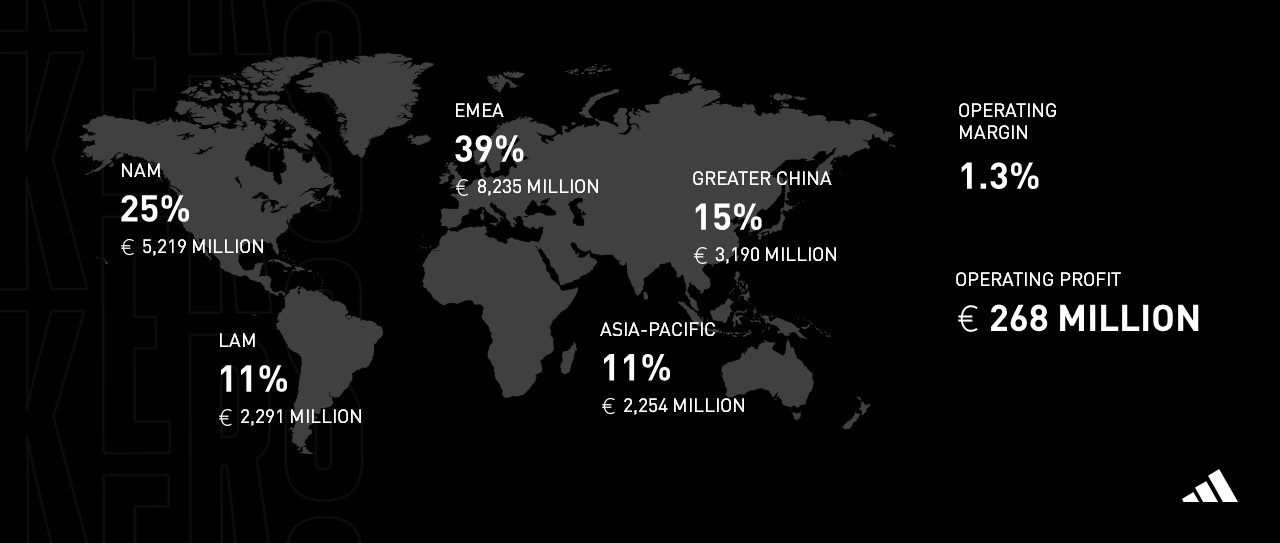 NAM
25%
€ 5,219 MILLION
LAM
11%
€ 2,291 MILLION
EMEA
39%
€ 8,235 MILLION
GREATER CHINA
15%
€ 3,190 MILLION
ASIA-PACIFIC
11%
€ 2,254 MILLION
OPERATING
MARGIN
1.3%
OPERATING PROFIT
€ 268 MILLION